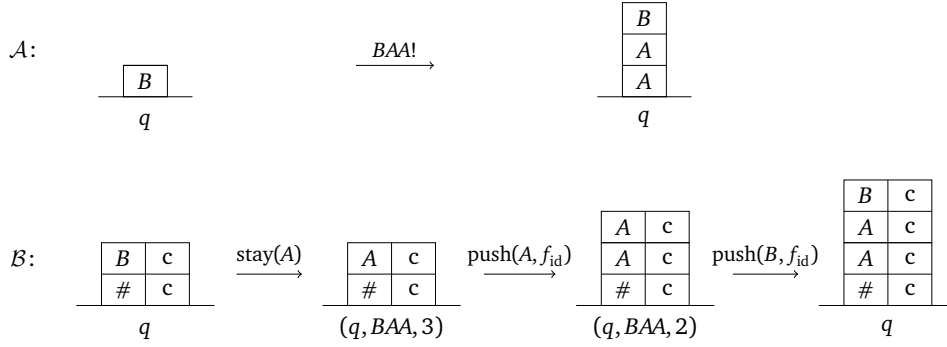 B
𝒜: BAA! A
B A
q q
B c
A c A c
ℬ: B c stay(A) A c push(A, f_id) A c push(B, f_id) A c
# c # c # c # c
q (q, BAA, 3) (q, BAA, 2) q